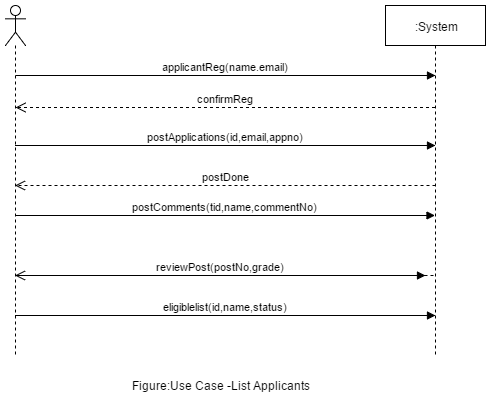 :System
applicantReg(name.email)
confirmReg
postApplications(id,email,appno)
postDone
postComments(tid,name,commentNo)
reviewPost(postNo,grade)
eligiblelist(id,name,status)
Figure:Use Case -List Applicants